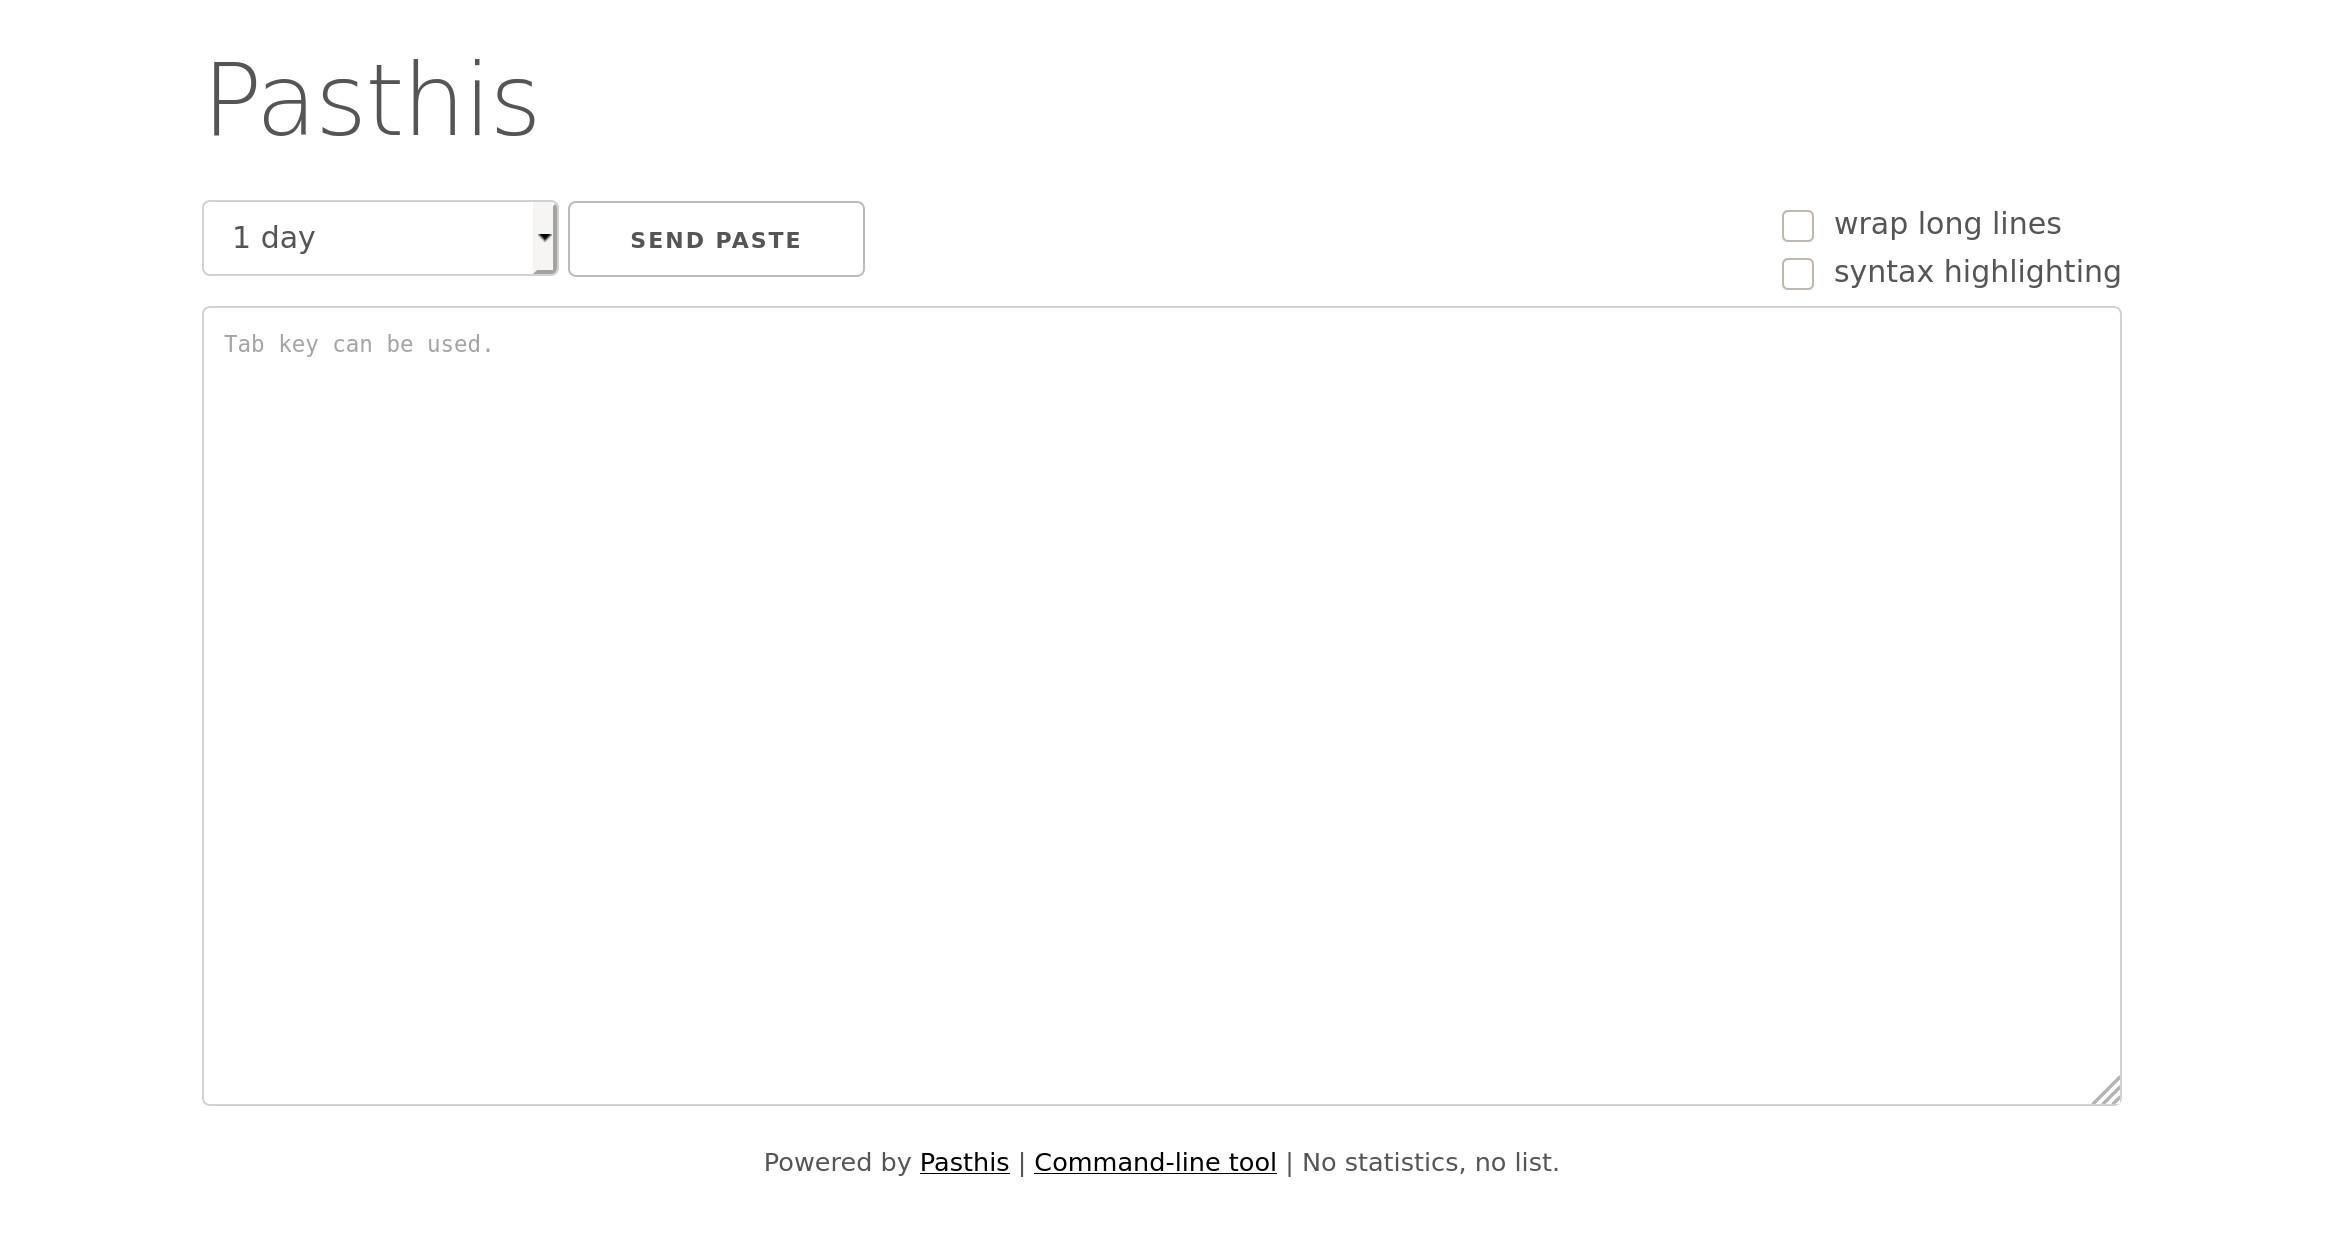 Pasthis
1 day
SEND PASTE
wrap long lines
syntax highlighting
Tab key can be used.
Powered by Pasthis | Command-line tool | No statistics, no list.